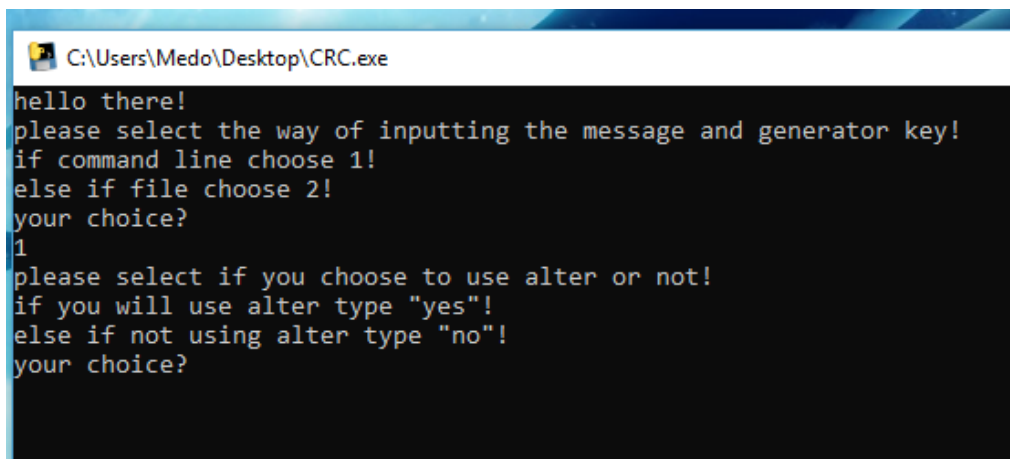 C:\Users\Medo\Desktop\CRC.exe
hello there!
please select the way of inputting the message and generator key!
if command line choose 1!
else if file choose 2!
your choice?
1
please select if you choose to use alter or not!
if you will use alter type "yes"!
else if not using alter type "no"!
your choice?